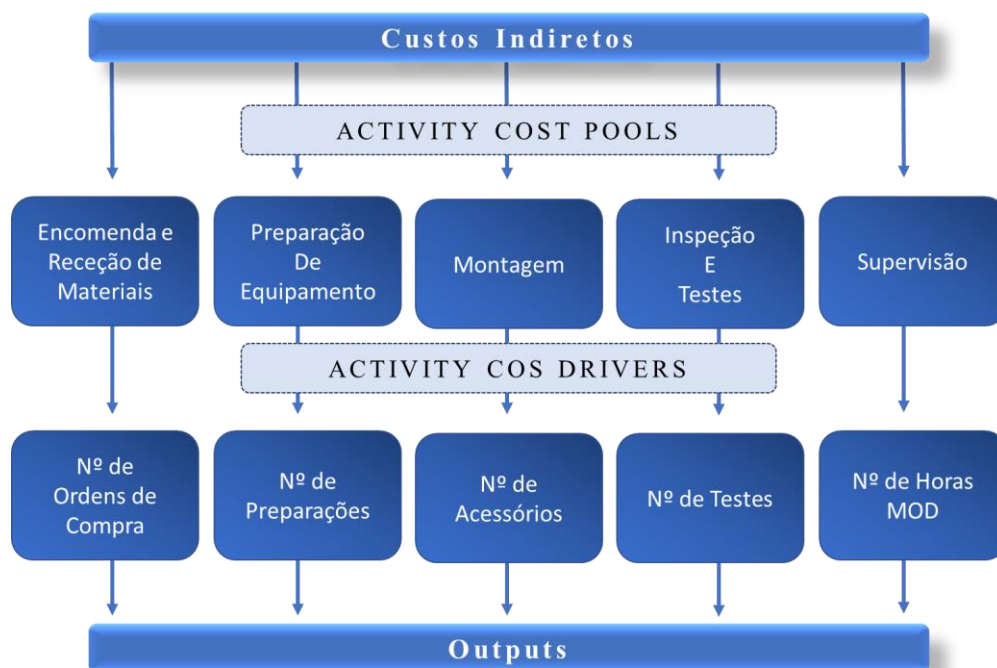 Custos Indiretos
ACTIVITY COST POOLS
Encomenda e
Receção de
Materiais
Preparação
De
Equipamento
Montagem
Inspeção
E
Testes
Supervisão
ACTIVITY COS DRIVERS
Nº de
Ordens de
Compra
Nº de
Preparações
Nº de
Acessórios
Nº de Testes
Nº de Horas
MOD
Outputs